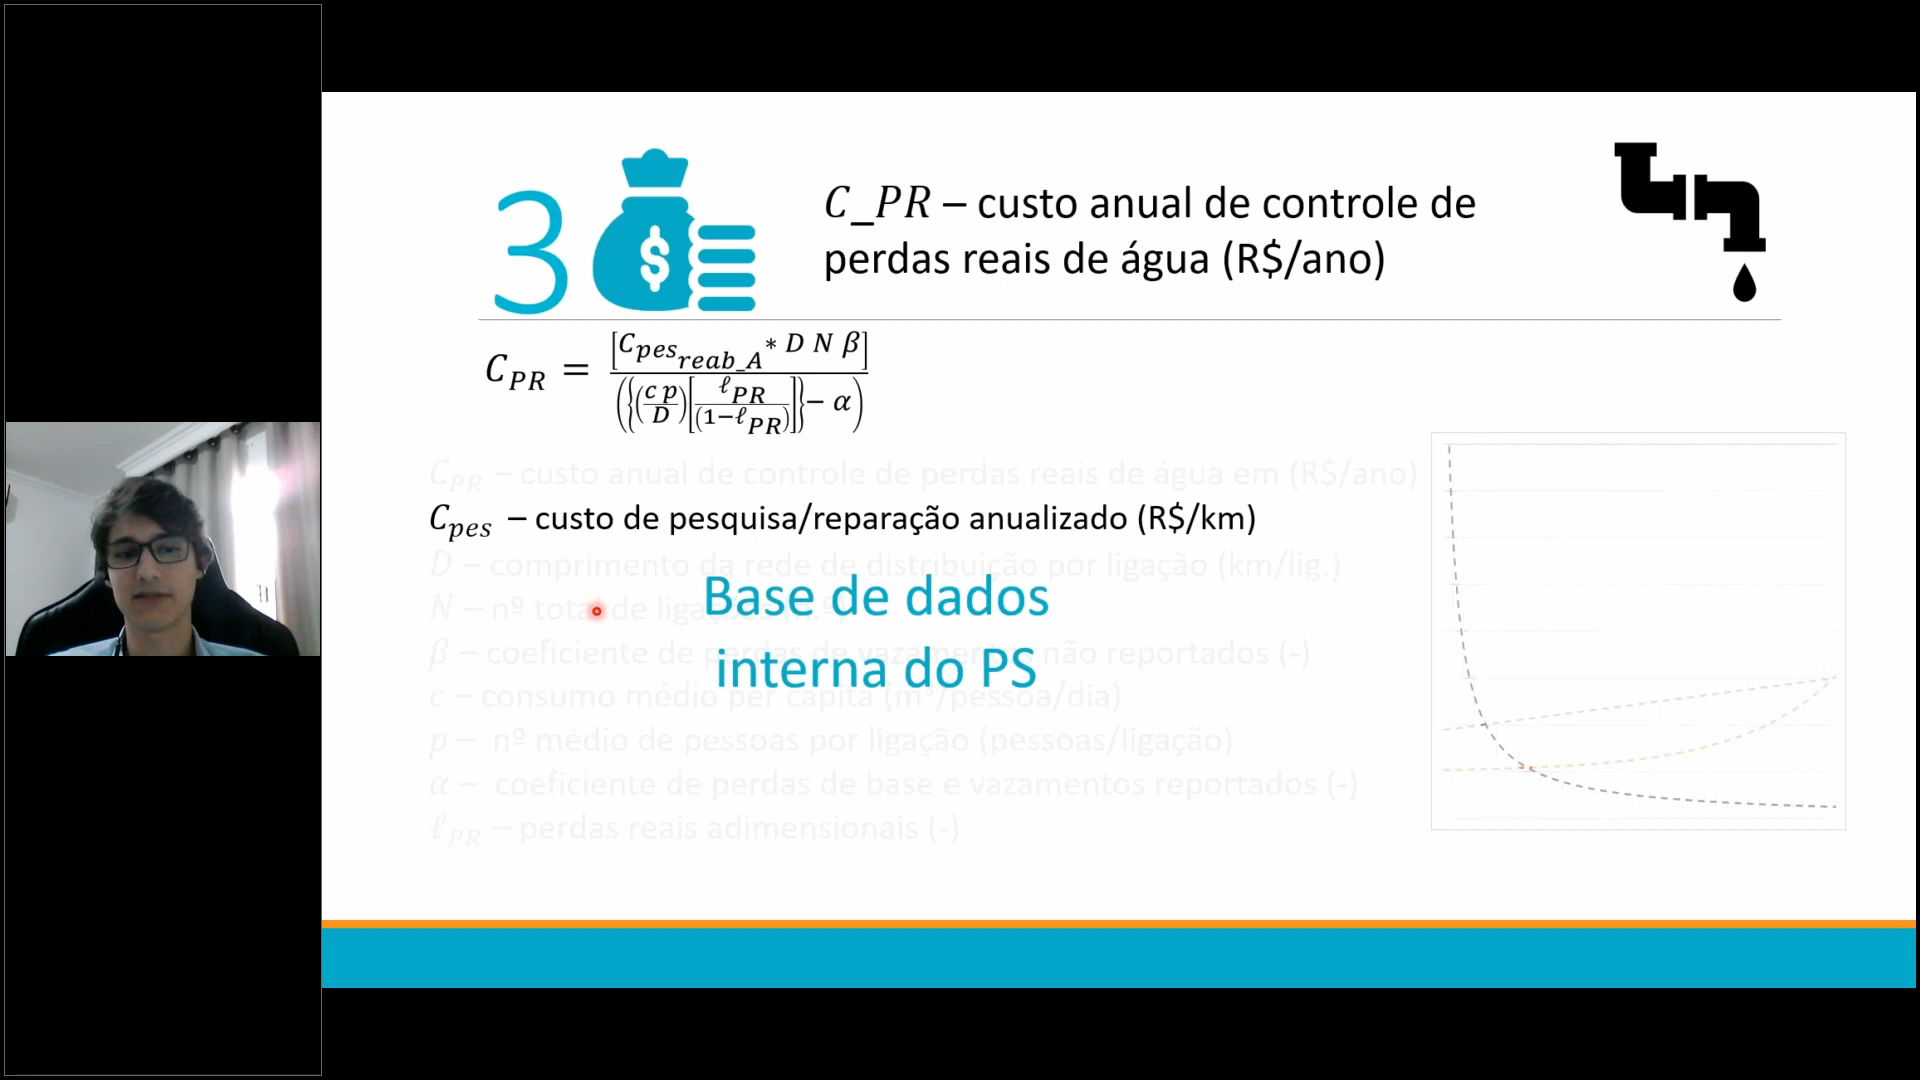 3
$
C_PR – custo anual de controle de
perdas reais de água (R$/ano)
C_PR = [C_pes_reab_A * D N β] / ({(c p / D)[ℓ_PR / (1−ℓ_PR)]} − α)
C_PR – custo anual de controle de perdas reais de água em (R$/ano)
C_pes – custo de pesquisa/reparação anualizado (R$/km)
D – comprimento da rede de distribuição por ligação (km/lig.)
Base de dados
N – nº total de ligações (n.º)
β – coeficiente de perdas de vazamentos não reportados (-)
interna do PS
c – consumo médio per capita (m³/pessoa/dia)
p – nº médio de pessoas por ligação (pessoas/ligação)
α – coeficiente de perdas de base e vazamentos reportados (-)
ℓ_PR – perdas reais adimensionais (-)